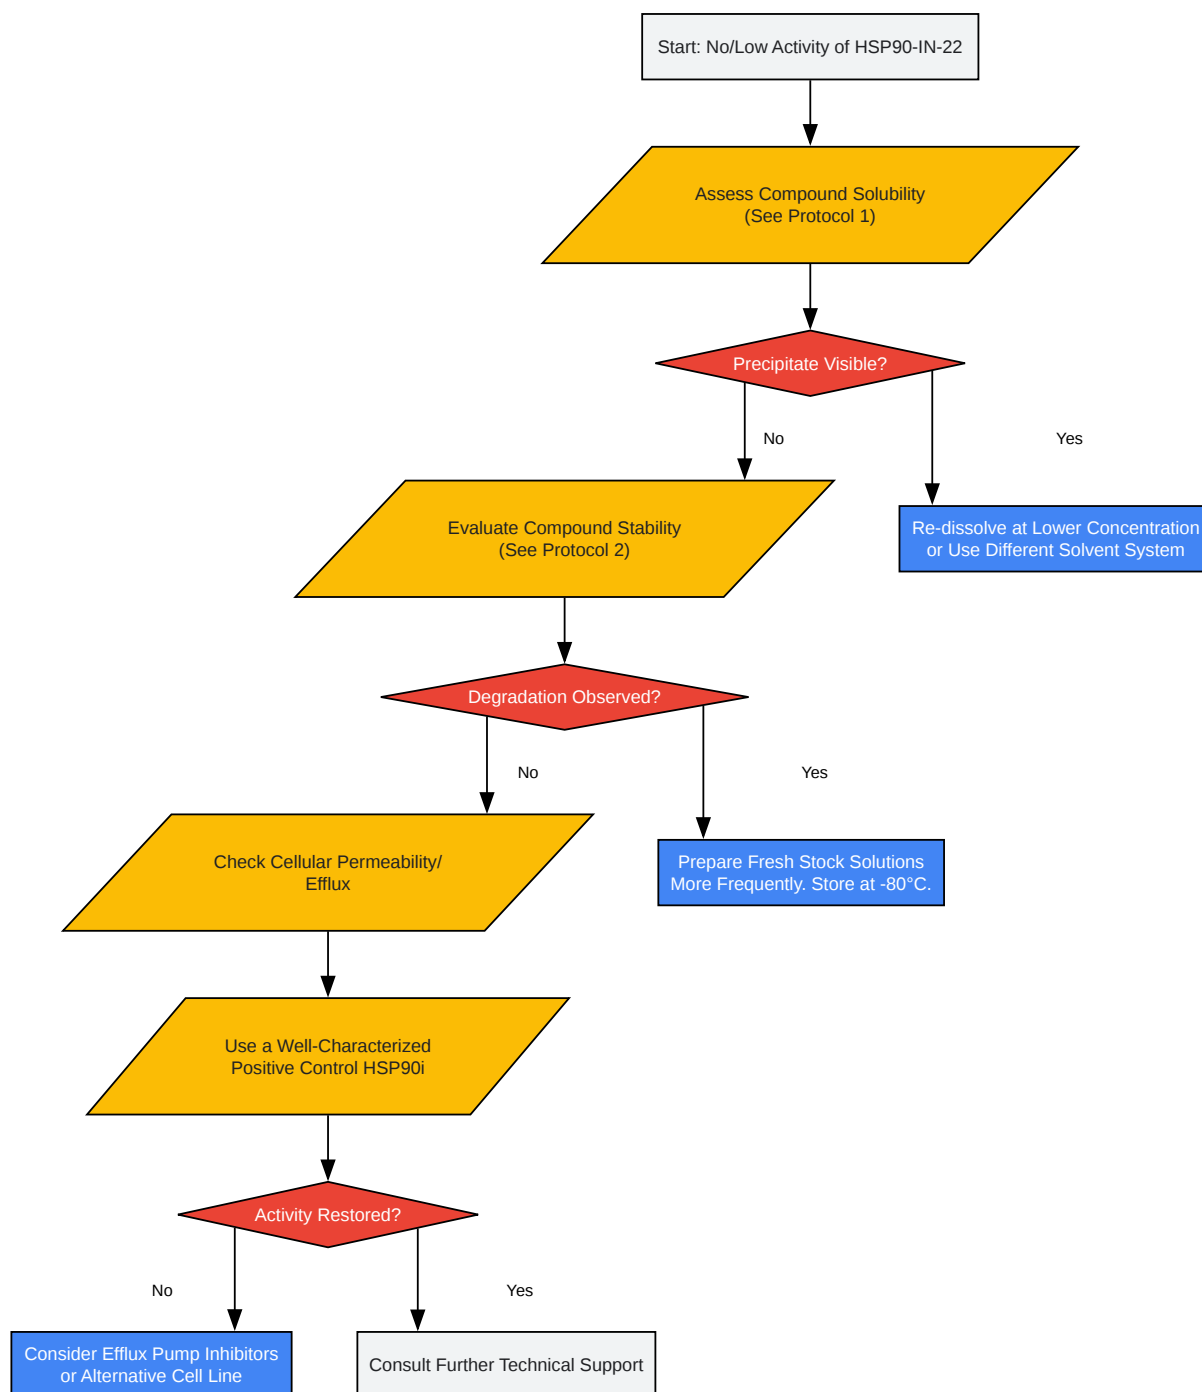 Start: No/Low Activity of HSP90-IN-22
Assess Compound Solubility
(See Protocol 1)
Precipitate Visible?
No
Yes
Evaluate Compound Stability
(See Protocol 2)
Re-dissolve at Lower Concentration
or Use Different Solvent System
Degradation Observed?
No
Yes
Check Cellular Permeability/
Efflux
Prepare Fresh Stock Solutions
More Frequently. Store at -80°C.
Use a Well-Characterized
Positive Control HSP90i
Activity Restored?
No
Yes
Consider Efflux Pump Inhibitors
or Alternative Cell Line
Consult Further Technical Support